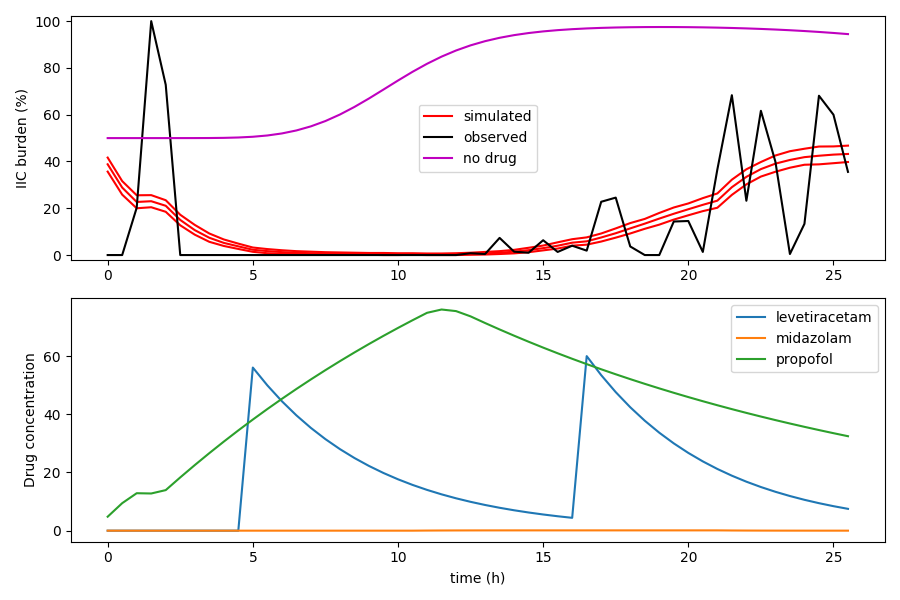 100
80
60
40
20
0
IIC burden (%)
simulated
observed
no drug
0 5 10 15 20 25
60
40
20
0
Drug concentration
levetiracetam
midazolam
propofol
0 5 10 15 20 25
time (h)